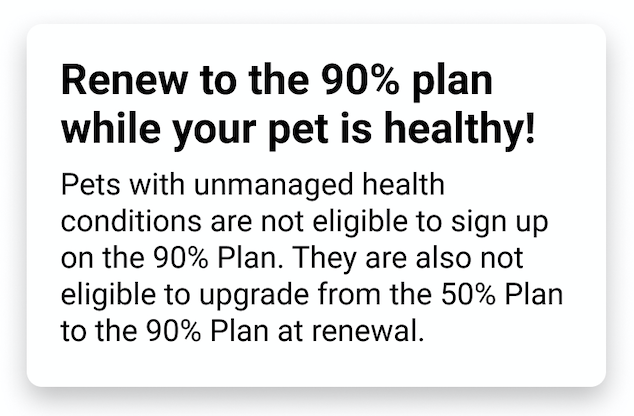 Renew to the 90% plan
while your pet is healthy!
Pets with unmanaged health
conditions are not eligible to sign up
on the 90% Plan. They are also not
eligible to upgrade from the 50% Plan
to the 90% Plan at renewal.